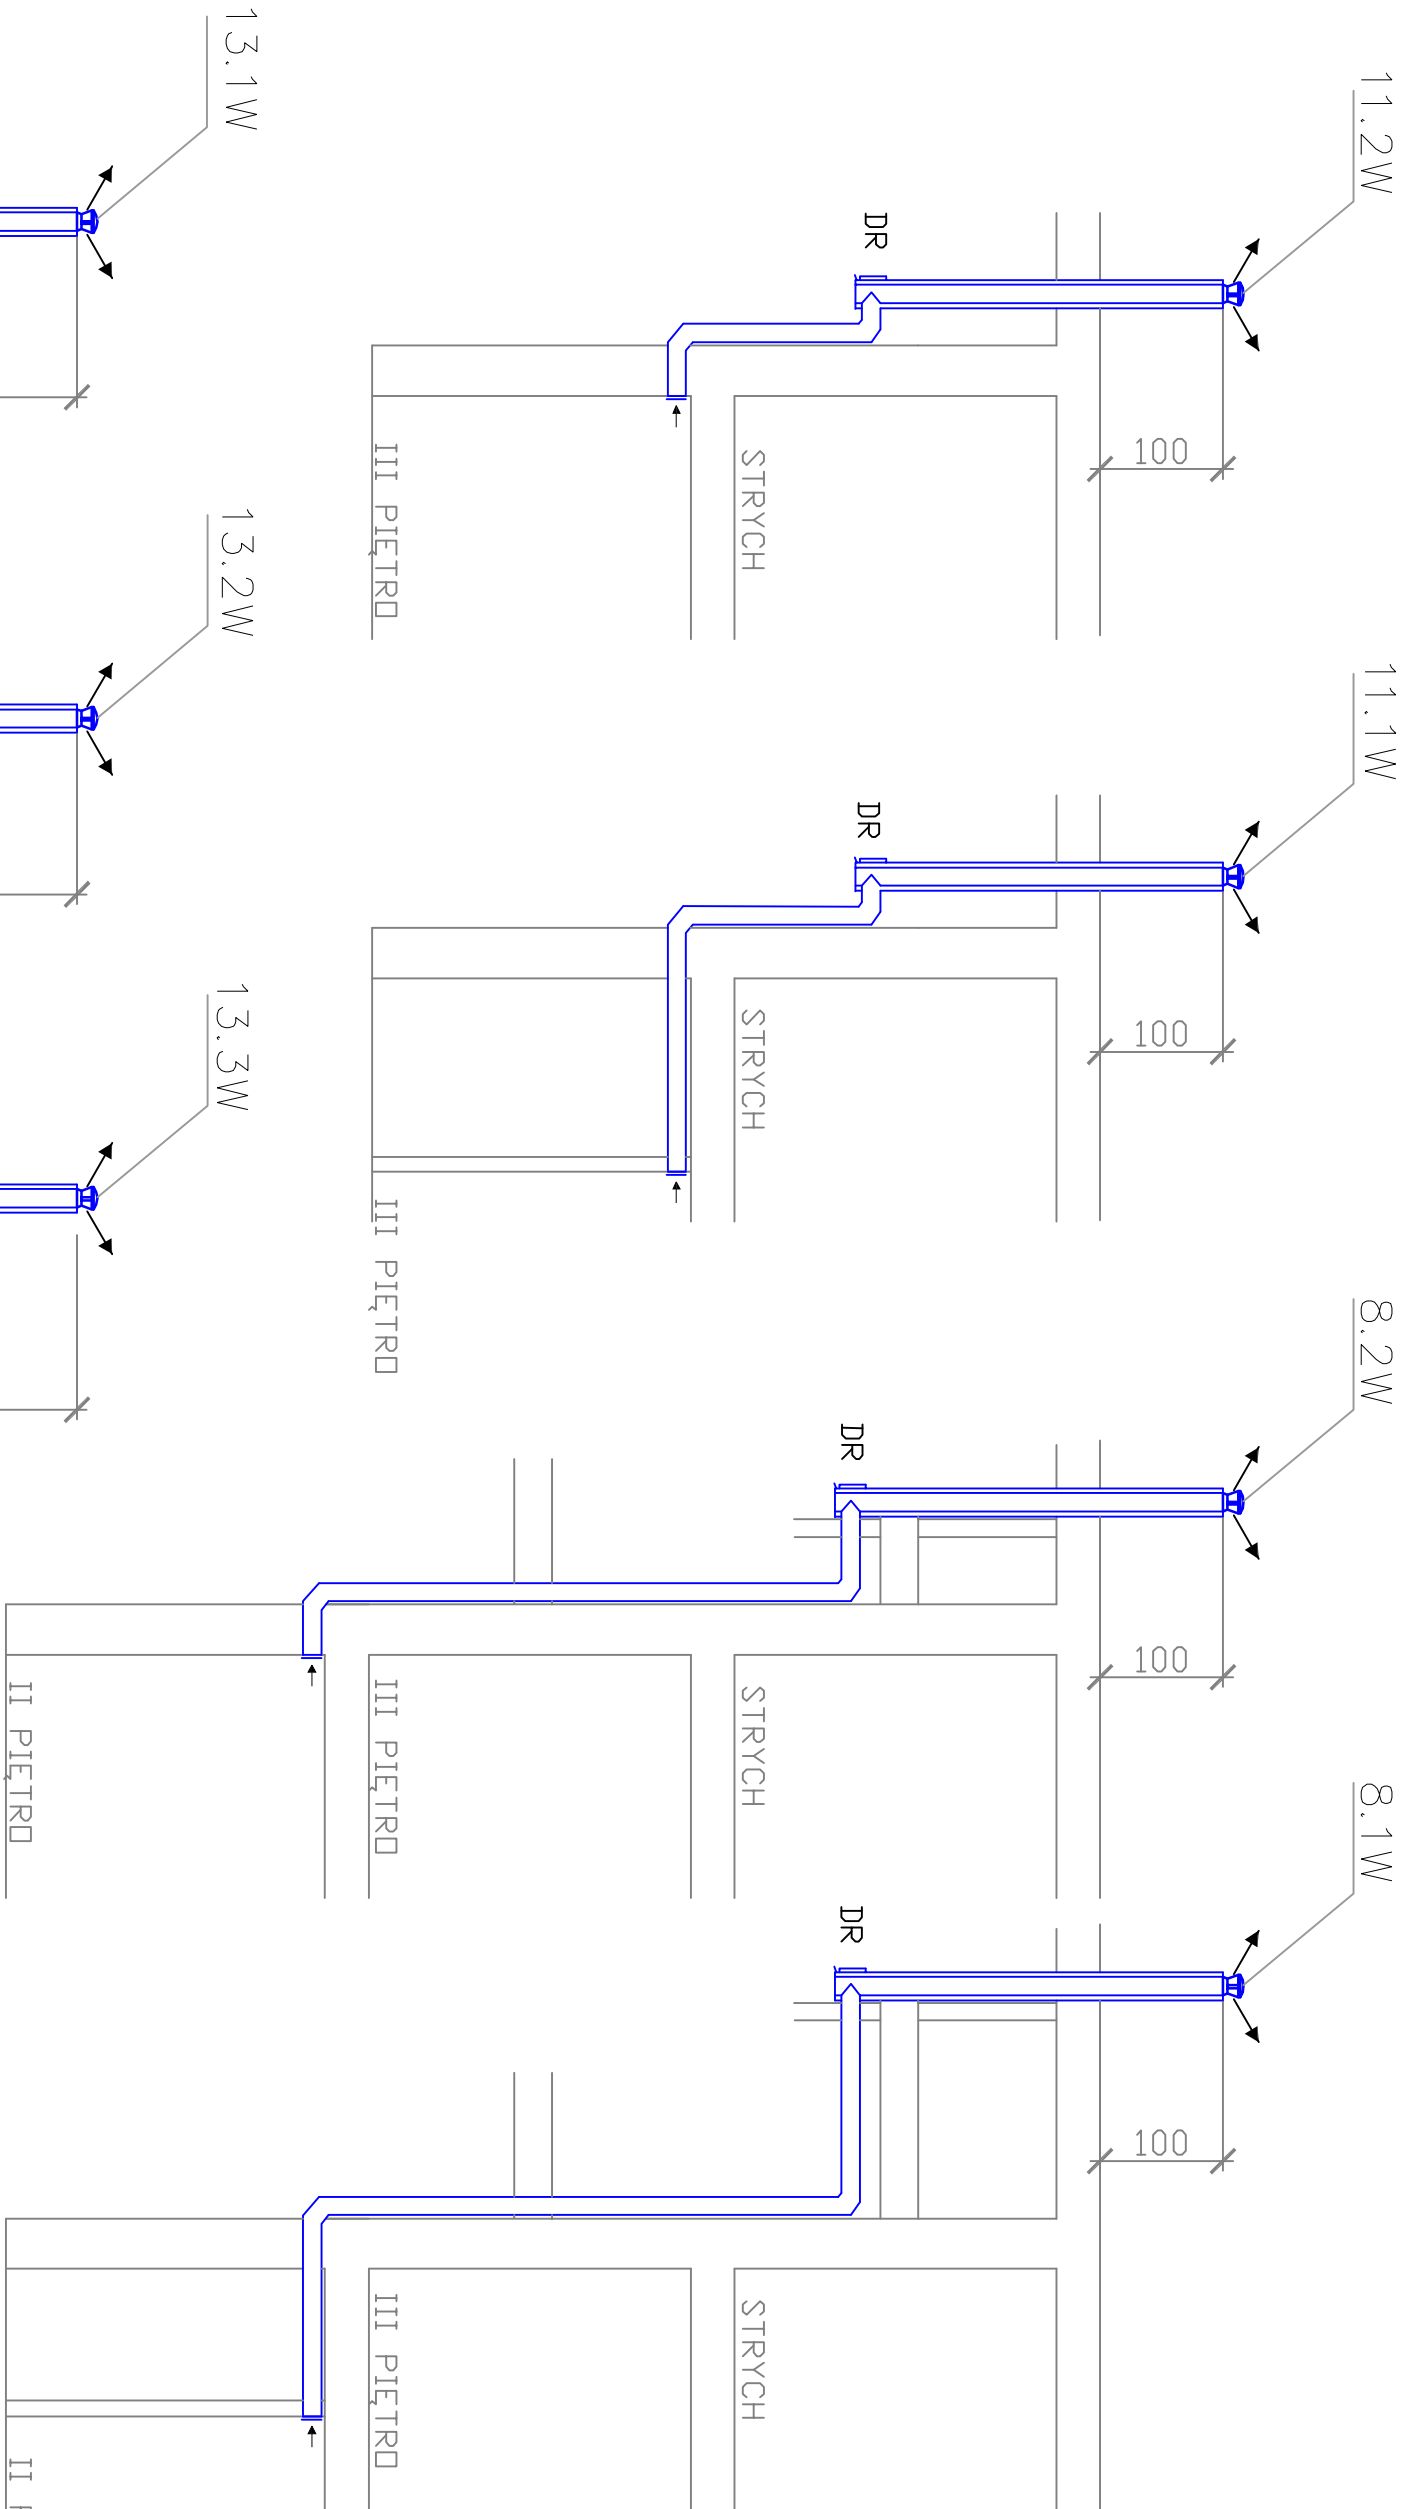 11.2W
11.1W
8.2W
8.1W
100
100
100
100
DR
DR
DR
DR
STRYCH
STRYCH
STRYCH
STRYCH
III PIĘTRO
III PIĘTRO
III PIĘTRO
III PIĘTRO
13.1W
13.2W
13.3W
II PIĘTRO
II